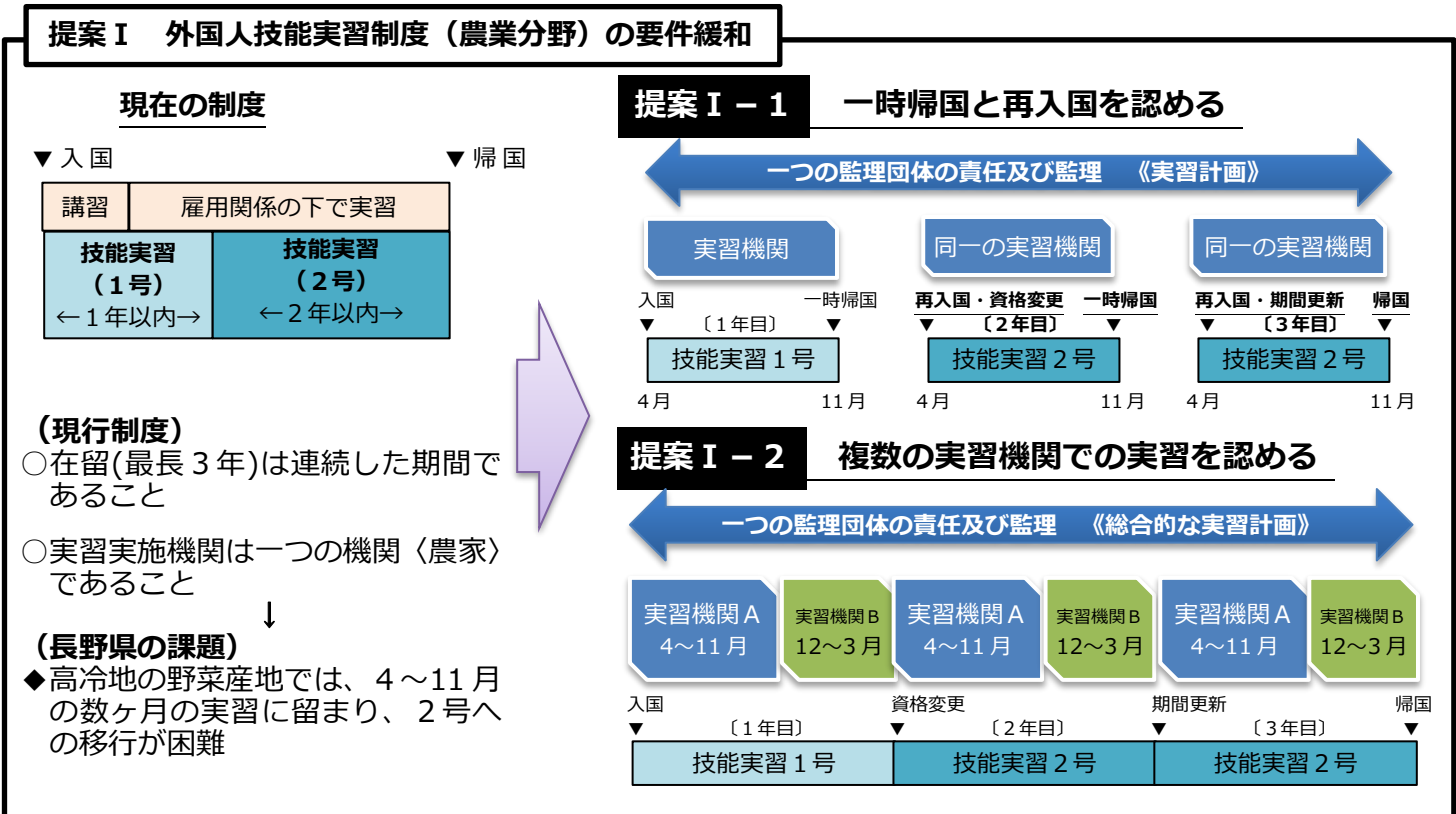 提案Ⅰ　外国人技能実習制度（農業分野）の要件緩和
現在の制度
▼入国　▼帰国
講習　雇用関係の下で実習
技能実習　技能実習
（１号）　（２号）
←１年以内→　←２年以内→
（現行制度）
○在留(最長３年)は連続した期間で
あること
○実習実施機関は一つの機関〈農家〉
であること
↓
（長野県の課題）
◆高冷地の野菜産地では、４～11月
の数ヶ月の実習に留まり、２号へ
の移行が困難
提案Ⅰ－１　一時帰国と再入国を認める
一つの監理団体の責任及び監理　《実習計画》
実習機関　同一の実習機関　同一の実習機関
入国　一時帰国　再入国・資格変更　一時帰国　再入国・期間更新　帰国
▼　〔１年目〕　▼　▼　〔２年目〕　▼　▼　〔３年目〕　▼
技能実習１号　技能実習２号　技能実習２号
4月　11月　4月　11月　4月　11月
提案Ⅰ－２　複数の実習機関での実習を認める
一つの監理団体の責任及び監理　《総合的な実習計画》
実習機関Ａ　実習機関Ｂ　実習機関Ａ　実習機関Ｂ　実習機関Ａ　実習機関Ｂ
4～11月　12～3月　4～11月　12～3月　4～11月　12～3月
入国　資格変更　期間更新　帰国
▼　〔１年目〕　▼　〔２年目〕　▼　〔３年目〕　▼
技能実習１号　技能実習２号　技能実習２号